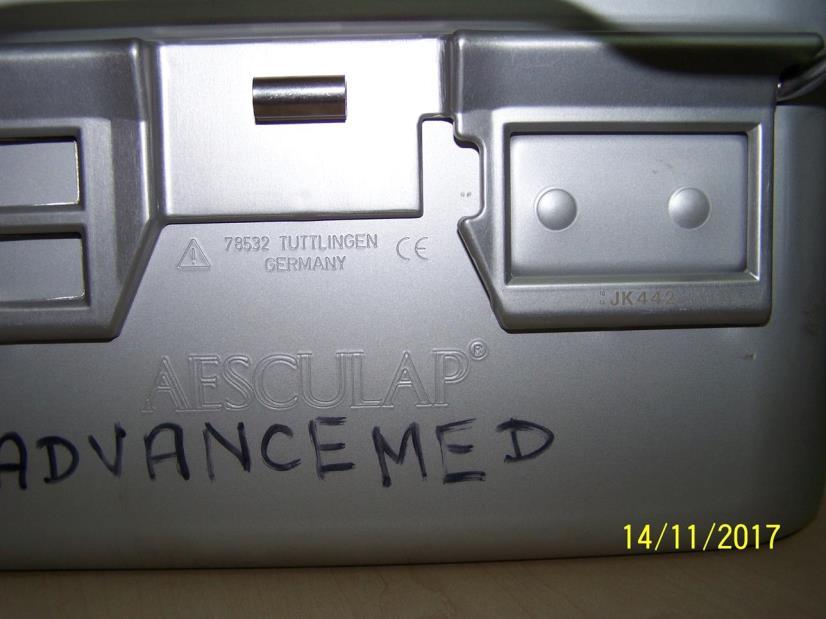 78532 TUTTLINGEN
GERMANY
CE
JK442
AESCULAP®
ADVANCEMED
14/11/2017